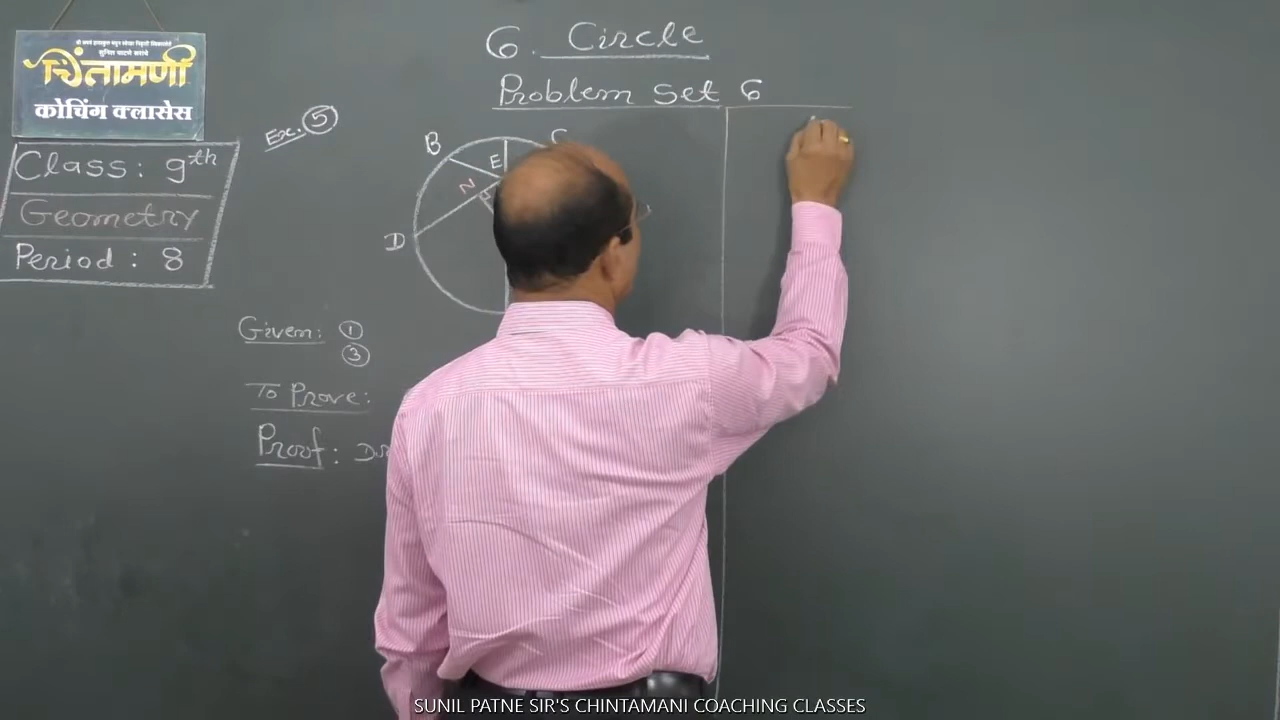 चिंतामणी
कोचिंग क्लासेस
Class: 9th
Geometry
Period: 8
6. Circle
Problem Set 6
Ex. 5
B
C
E
N
D
Given: 1
3
To Prove:
Proof:
SUNIL PATNE SIR'S CHINTAMANI COACHING CLASSES